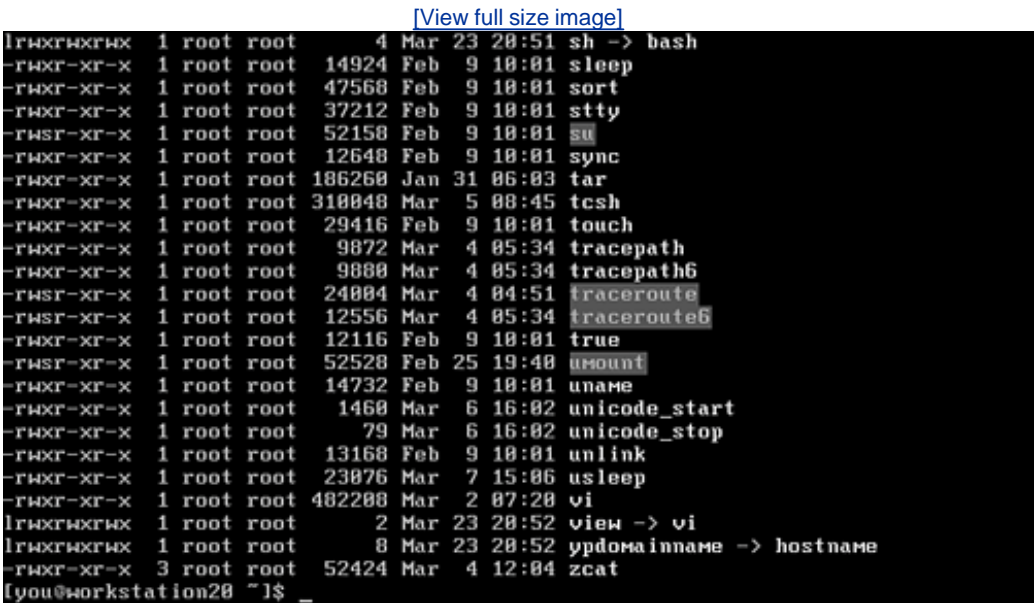 [View full size image]
lrwxrwxrwx 1 root root 4 Mar 23 20:51 sh -> bash
-rwxr-xr-x 1 root root 14924 Feb 9 10:01 sleep
-rwxr-xr-x 1 root root 47568 Feb 9 10:01 sort
-rwxr-xr-x 1 root root 37212 Feb 9 10:01 stty
-rwsr-xr-x 1 root root 52158 Feb 9 10:01 su
-rwxr-xr-x 1 root root 12648 Feb 9 10:01 sync
-rwxr-xr-x 1 root root 186260 Jan 31 06:03 tar
-rwxr-xr-x 1 root root 310048 Mar 5 08:45 tcsh
-rwxr-xr-x 1 root root 29416 Feb 9 10:01 touch
-rwxr-xr-x 1 root root 9872 Mar 4 05:34 tracepath
-rwxr-xr-x 1 root root 9880 Mar 4 05:34 tracepath6
-rwsr-xr-x 1 root root 24004 Mar 4 04:51 traceroute
-rwsr-xr-x 1 root root 12556 Mar 4 05:34 traceroute6
-rwxr-xr-x 1 root root 12116 Feb 9 10:01 true
-rwsr-xr-x 1 root root 52528 Feb 25 19:40 umount
-rwxr-xr-x 1 root root 14732 Feb 9 10:01 uname
-rwxr-xr-x 1 root root 1460 Mar 6 16:02 unicode_start
-rwxr-xr-x 1 root root 79 Mar 6 16:02 unicode_stop
-rwxr-xr-x 1 root root 13168 Feb 9 10:01 unlink
-rwxr-xr-x 1 root root 23076 Mar 7 15:06 usleep
-rwxr-xr-x 1 root root 482208 Mar 2 07:20 vi
lrwxrwxrwx 1 root root 2 Mar 23 20:52 view -> vi
lrwxrwxrwx 1 root root 8 Mar 23 20:52 ypdomainname -> hostname
-rwxr-xr-x 3 root root 52424 Mar 4 12:04 zcat
[you@workstation20 ~]$ _